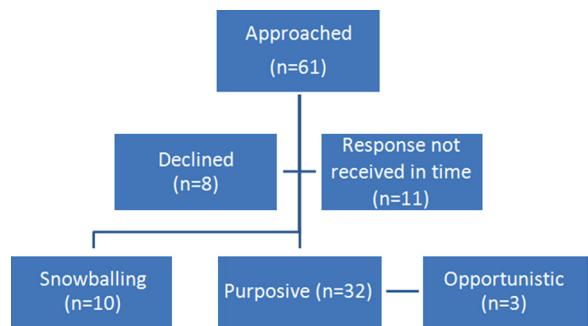 Approached
(n=61)
Declined
(n=8)
Response not
received in time
(n=11)
Snowballing
(n=10)
Purposive (n=32)
Opportunistic
(n=3)